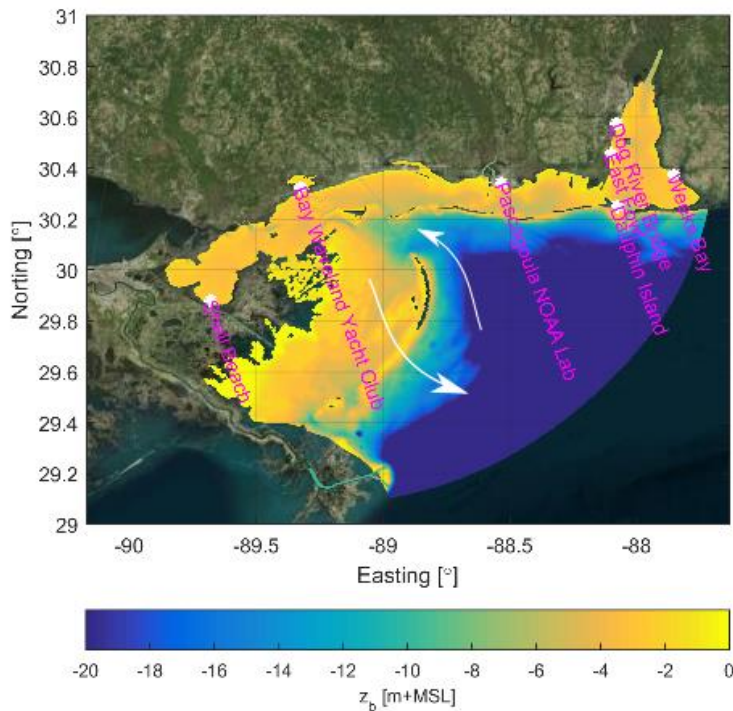 31
30.8
30.6
30.4
30.2
30
29.8
29.6
29.4
29.2
29
Norting [°]
Dog River Bridge
East
Dauphin Island
Weeks Bay
Pascagoula NOAA Lab
Bay Waveland Yacht Club
Shell Beach
-90 -89.5 -89 -88.5 -88
Easting [°]
-20 -18 -16 -14 -12 -10 -8 -6 -4 -2 0
z_b [m+MSL]